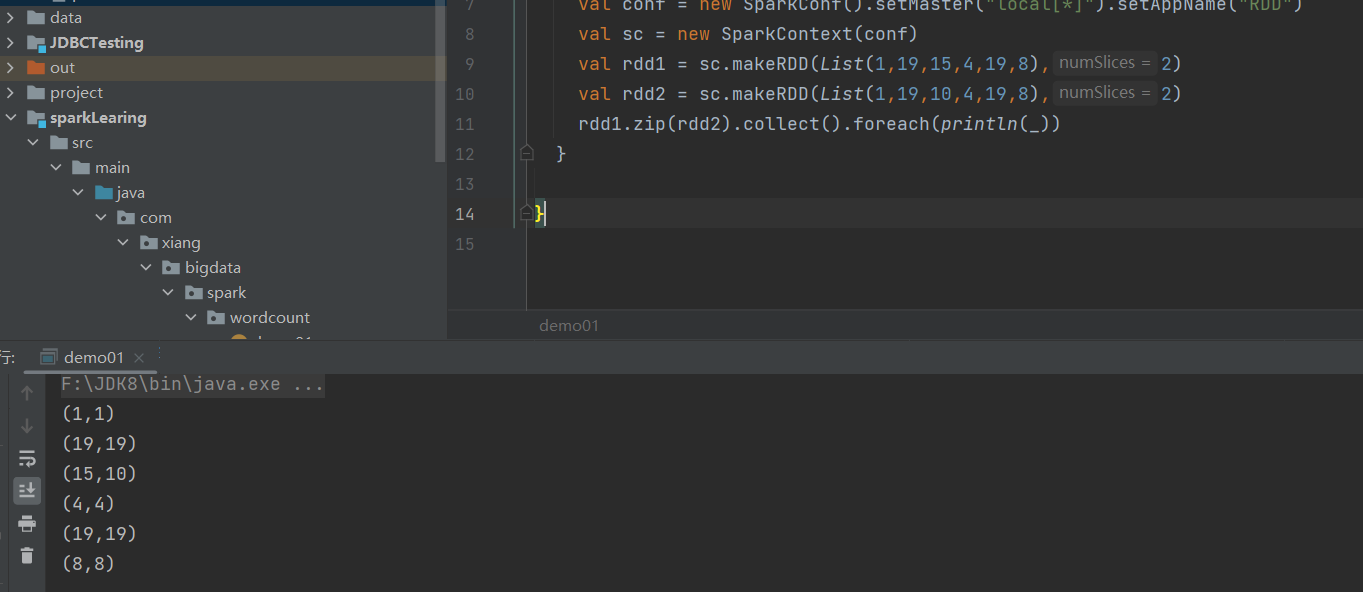 data
JDBCTesting
out
project
sparkLearing
src
main
java
com
xiang
bigdata
spark
wordcount
7 val conf = new SparkConf().setMaster("local[*]").setAppName("RDD")
8 val sc = new SparkContext(conf)
9 val rdd1 = sc.makeRDD(List(1,19,15,4,19,8), numSlices = 2)
10 val rdd2 = sc.makeRDD(List(1,19,10,4,19,8), numSlices = 2)
11 rdd1.zip(rdd2).collect().foreach(println(_))
12 }
13
14 }
15
demo01
行: demo01
F:\JDK8\bin\java.exe ...
(1,1)
(19,19)
(15,10)
(4,4)
(19,19)
(8,8)